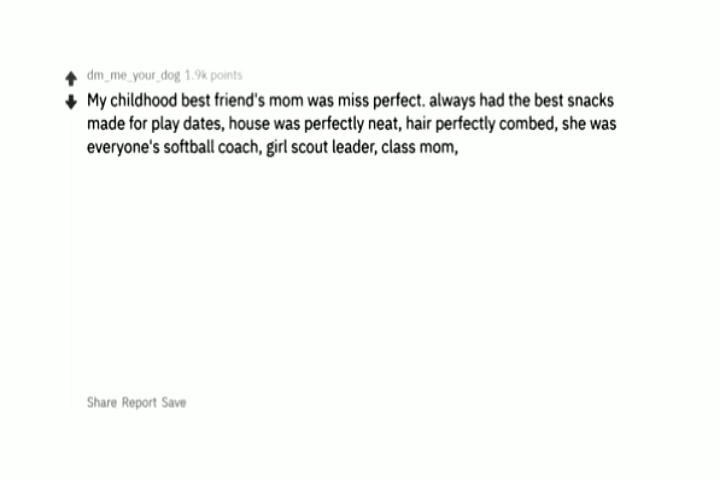 dm_me_your_dog 1.9k points
My childhood best friend's mom was miss perfect. always had the best snacks
made for play dates, house was perfectly neat, hair perfectly combed, she was
everyone's softball coach, girl scout leader, class mom,
Share Report Save